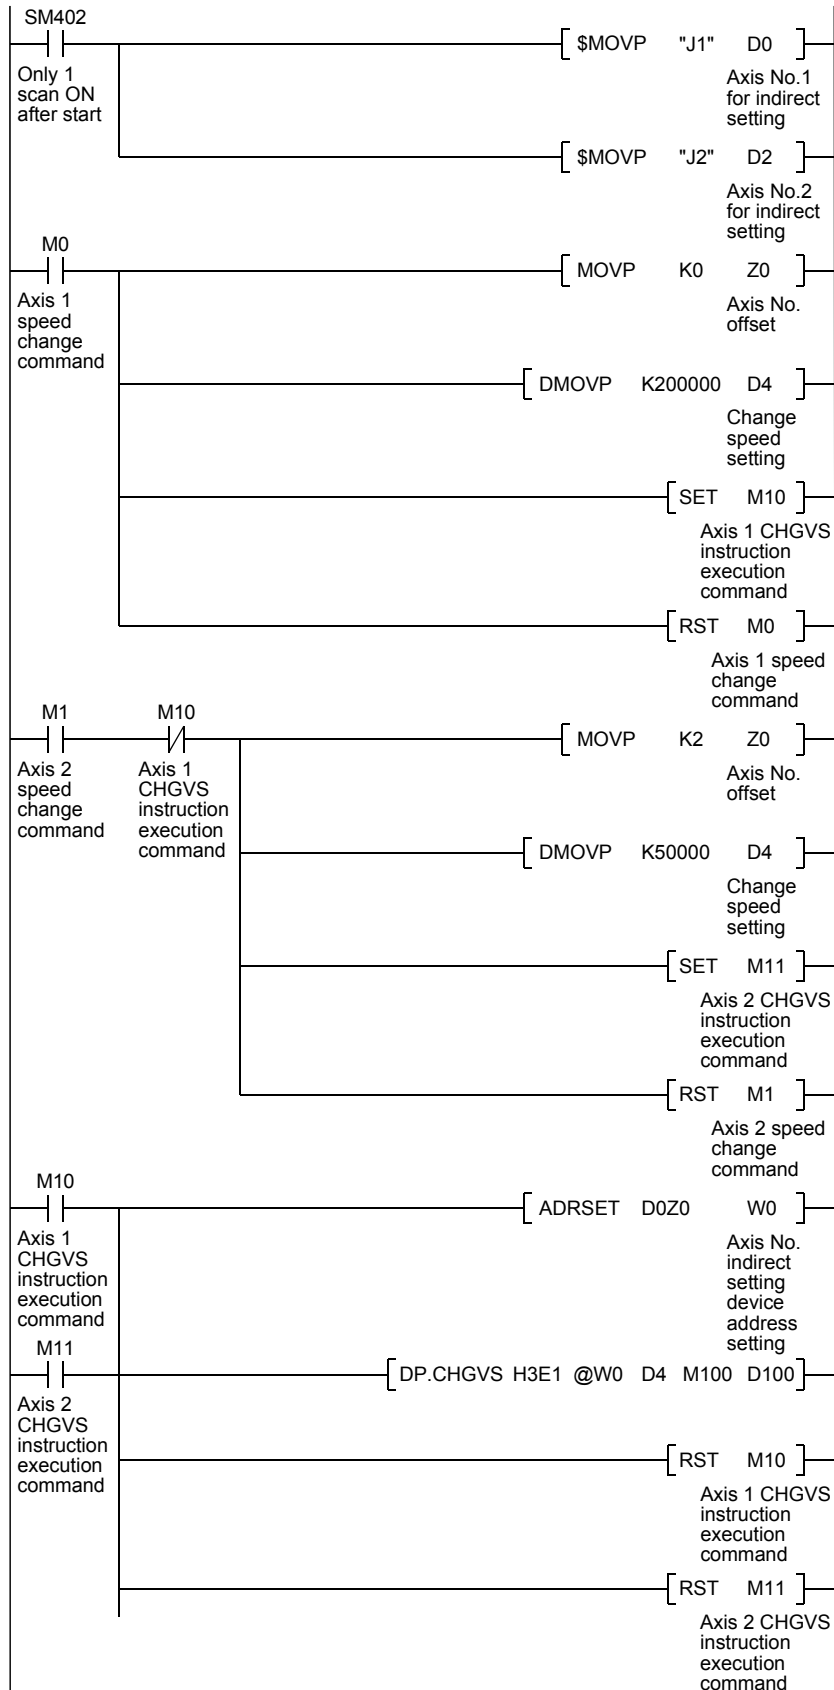 SM402
$MOVP "J1" D0
Only 1
scan ON
after start
Axis No.1
for indirect
setting
$MOVP "J2" D2
Axis No.2
for indirect
setting
M0
MOVP K0 Z0
Axis 1
speed
change
command
Axis No.
offset
DMOVP K200000 D4
Change
speed
setting
SET M10
Axis 1 CHGVS
instruction
execution
command
RST M0
Axis 1 speed
change
command
M1 M10
MOVP K2 Z0
Axis 2
speed
change
command
Axis 1
CHGVS
instruction
execution
command
Axis No.
offset
DMOVP K50000 D4
Change
speed
setting
SET M11
Axis 2 CHGVS
instruction
execution
command
RST M1
Axis 2 speed
change
command
M10
ADRSET D0Z0 W0
Axis 1
CHGVS
instruction
execution
command
Axis No.
indirect
setting
device
address
setting
M11
DP.CHGVS H3E1 @W0 D4 M100 D100
Axis 2
CHGVS
instruction
execution
command
RST M10
Axis 1 CHGVS
instruction
execution
command
RST M11
Axis 2 CHGVS
instruction
execution
command